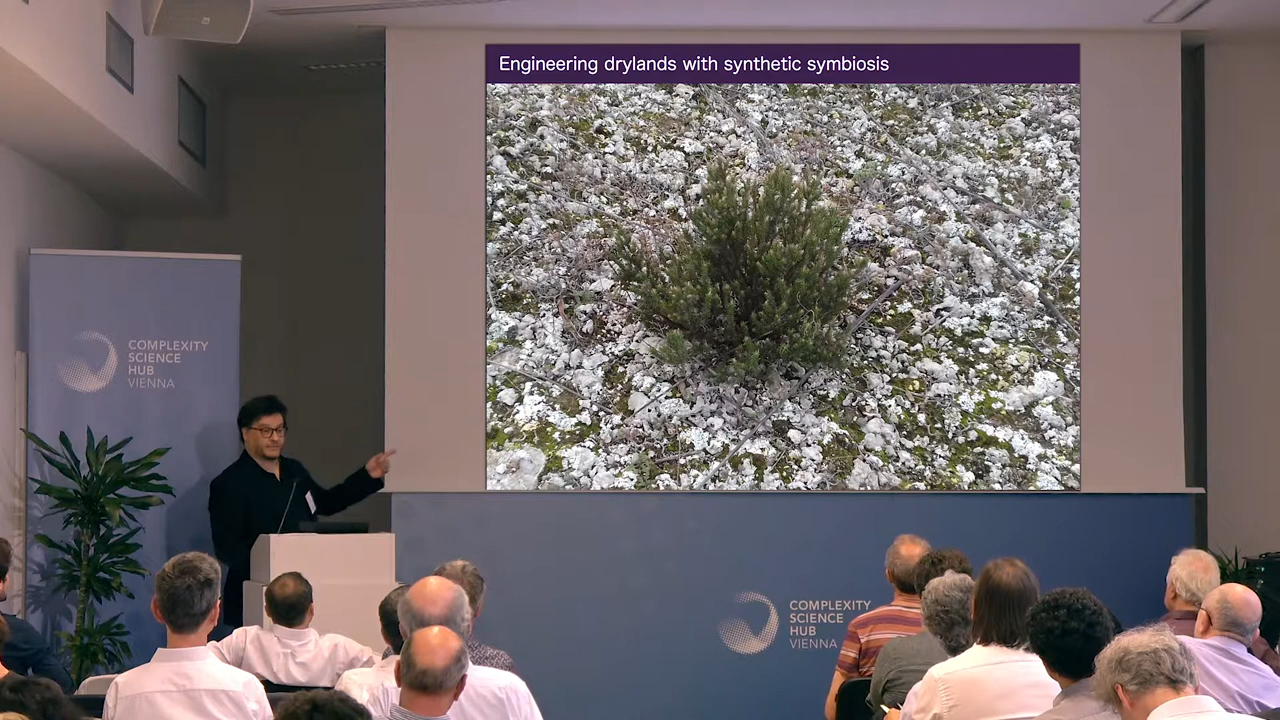 Engineering drylands with synthetic symbiosis
COMPLEXITY
SCIENCE
HUB
VIENNA
COMPLEXITY
SCIENCE
HUB
VIENNA